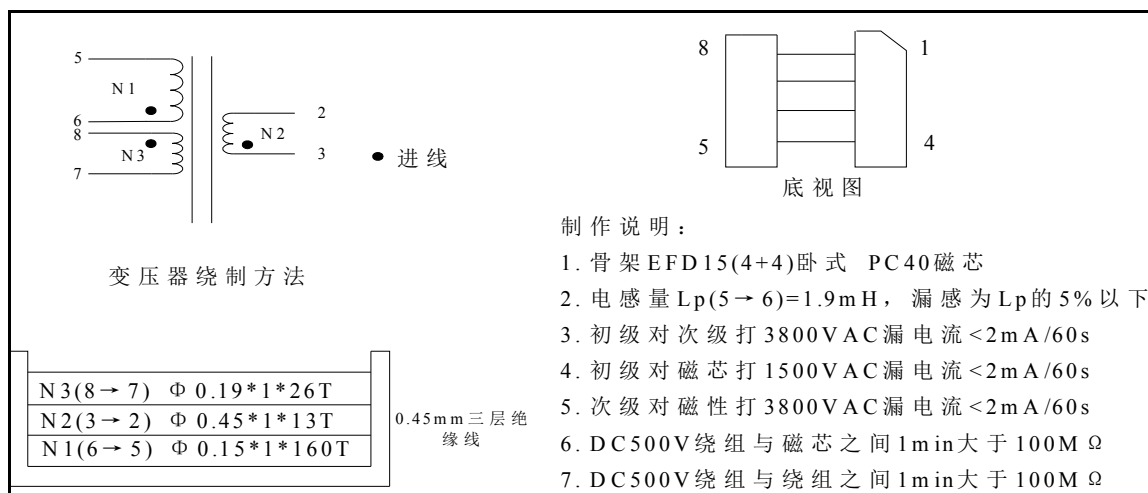 5
N1
6
8
N3
7
2
N2
3
● 进线
变压器绕制方法
N3(8→7) Φ0.19*1*26T
N2(3→2) Φ0.45*1*13T
N1(6→5) Φ0.15*1*160T
0.45mm三层绝
缘线
8
1
5
4
底视图
制作说明:
1.骨架EFD15(4+4)卧式 PC40磁芯
2.电感量Lp(5→6)=1.9mH,漏感为Lp的5%以下
3.初级对次级打3800VAC漏电流<2mA/60s
4.初级对磁芯打1500VAC漏电流<2mA/60s
5.次级对磁性打3800VAC漏电流<2mA/60s
6.DC500V绕组与磁芯之间1min大于100MΩ
7.DC500V绕组与绕组之间1min大于100MΩ